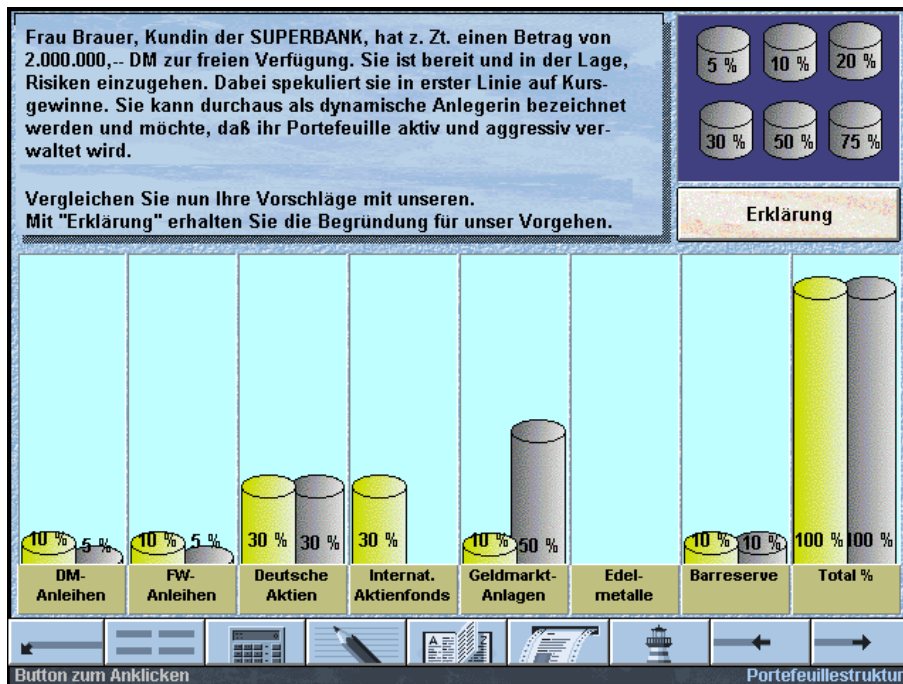 Frau Brauer, Kundin der SUPERBANK, hat z. Zt. einen Betrag von
2.000.000,-- DM zur freien Verfügung. Sie ist bereit und in der Lage,
Risiken einzugehen. Dabei spekuliert sie in erster Linie auf Kurs-
gewinne. Sie kann durchaus als dynamische Anlegerin bezeichnet
werden und möchte, daß ihr Portefeuille aktiv und aggressiv ver-
waltet wird.
Vergleichen Sie nun Ihre Vorschläge mit unseren.
Mit "Erklärung" erhalten Sie die Begründung für unser Vorgehen.
5 % 10 % 20 %
30 % 50 % 75 %
Erklärung
10 % 5 % 10 % 5 % 30 % 30 % 30 % 10 % 50 % 10 % 10 % 100 % 100 %
DM-
Anleihen
FW-
Anleihen
Deutsche
Aktien
Internat.
Aktienfonds
Geldmarkt-
Anlagen
Edel-
metalle
Barreserve
Total %
A Z
Button zum Anklicken
Portefeuillestruktur